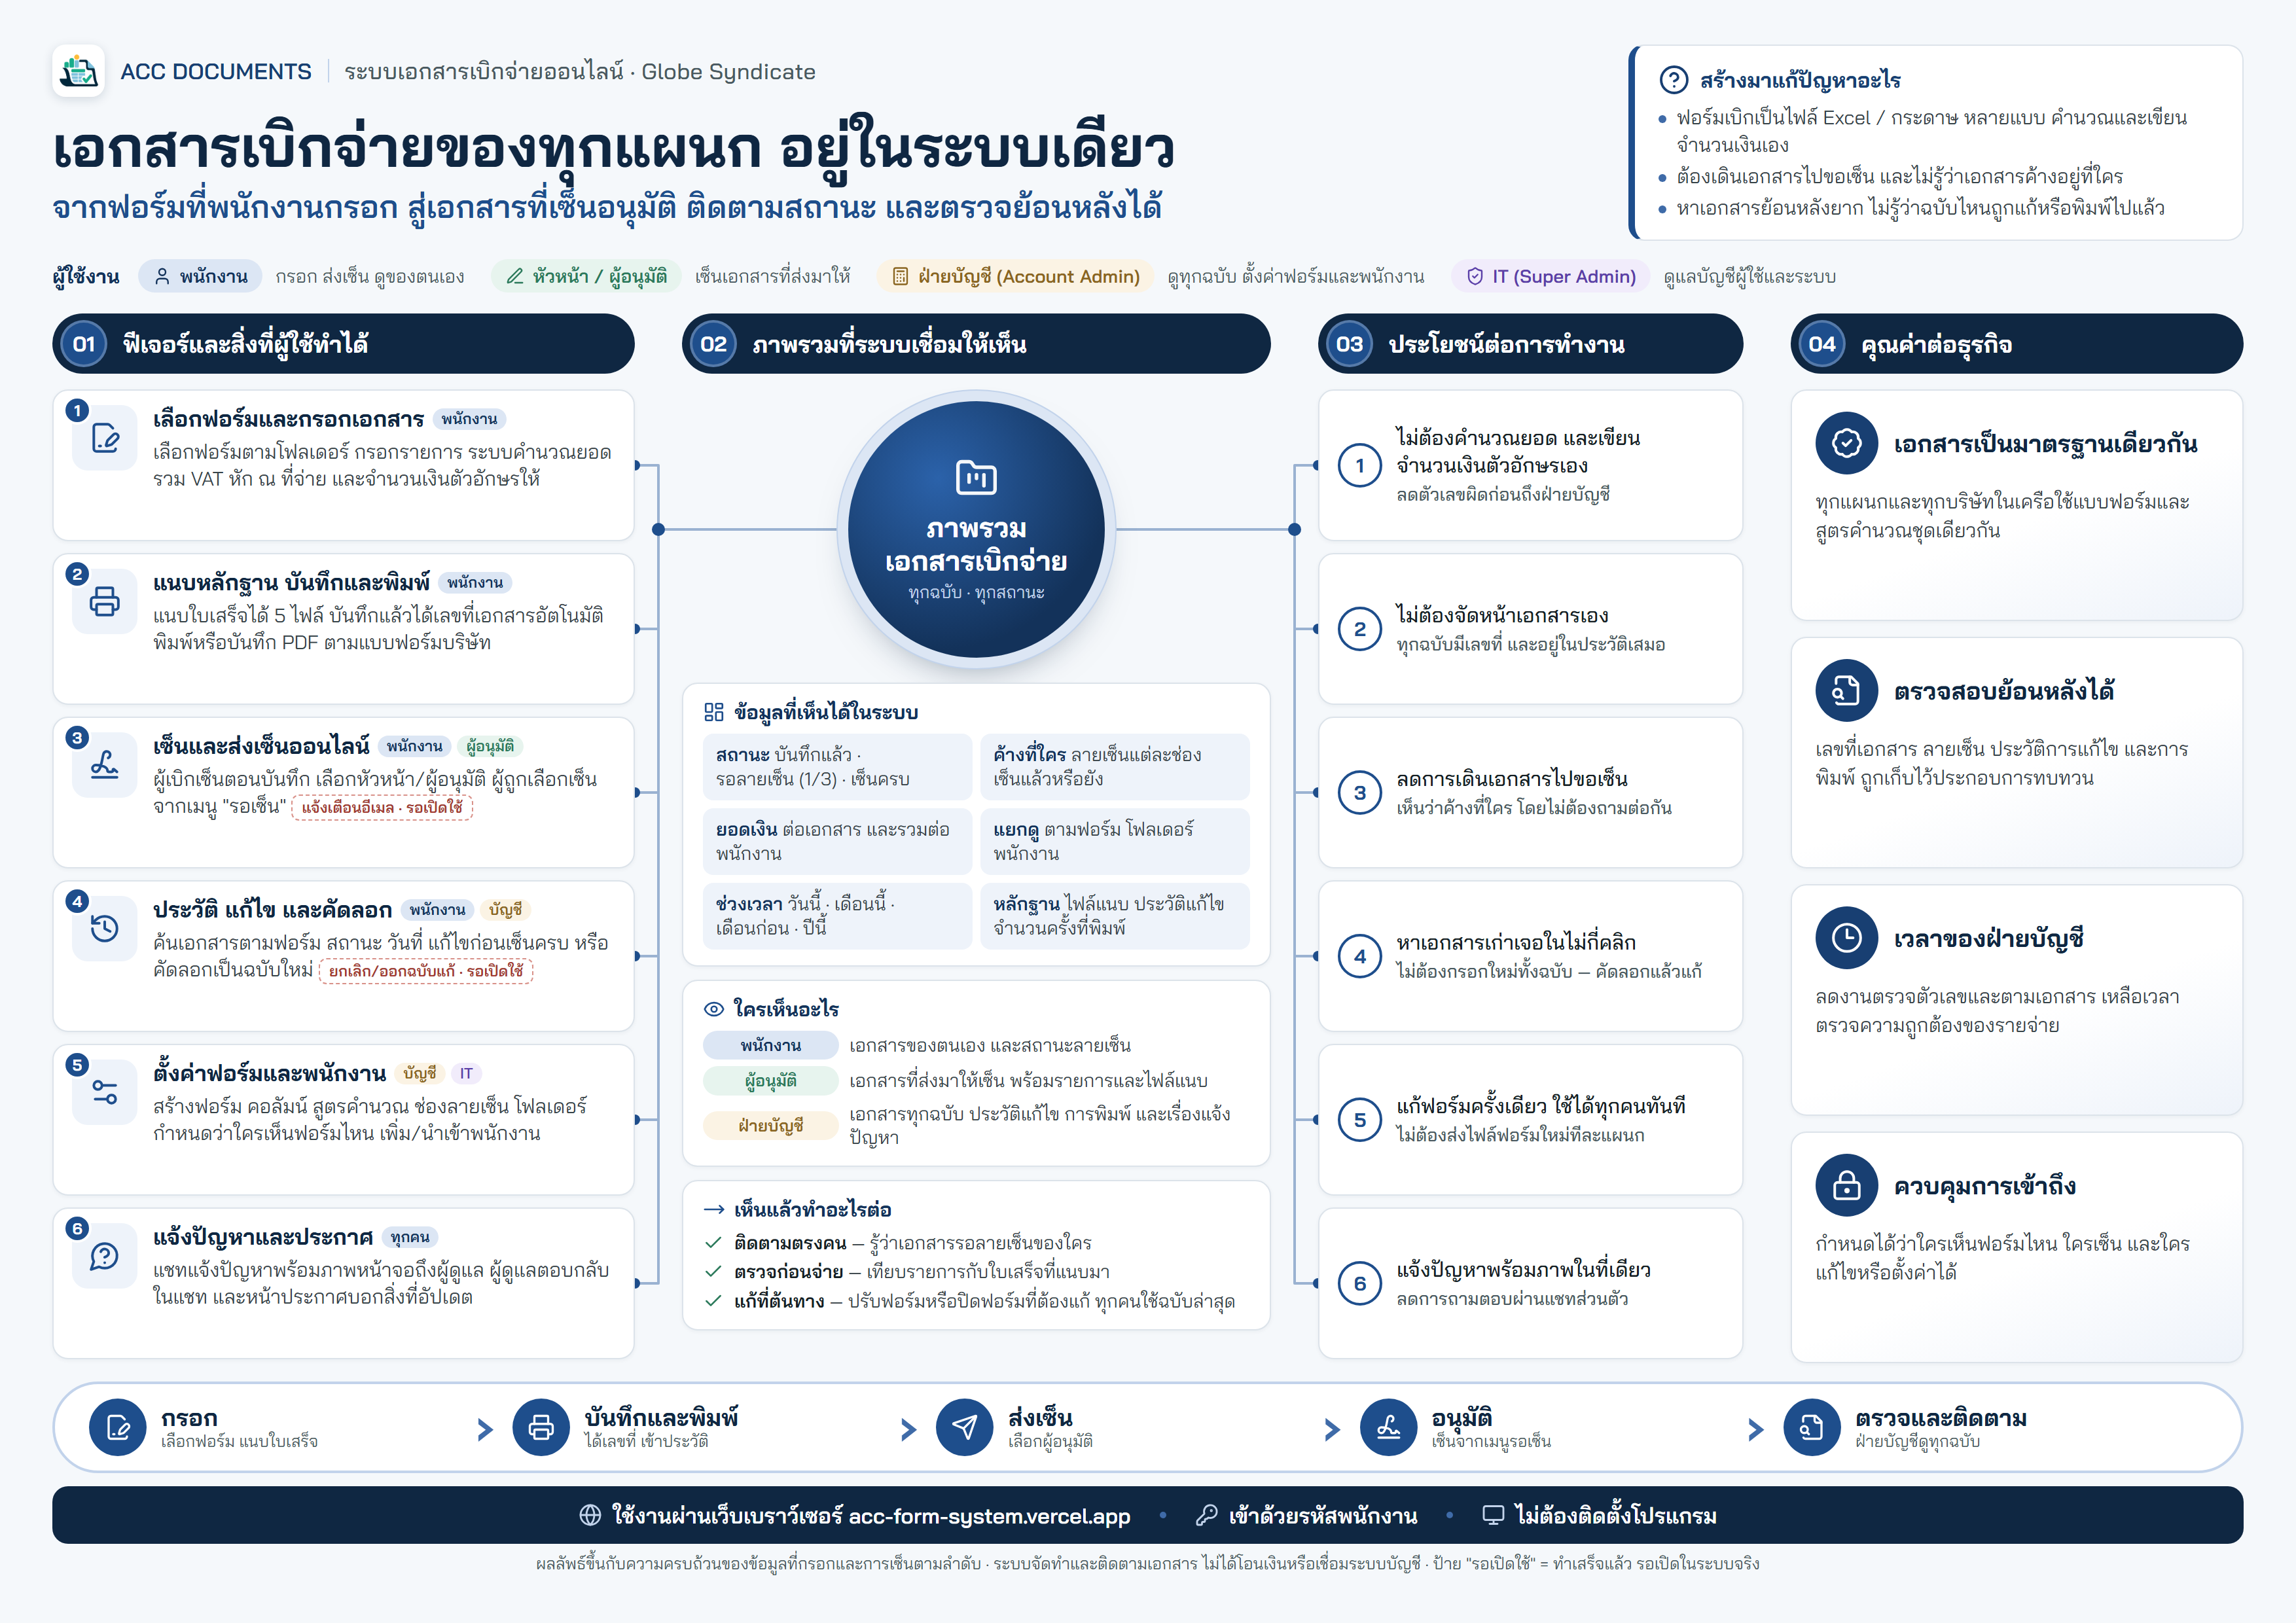 ACC DOCUMENTS | ระบบเอกสารเบิกจ่ายออนไลน์ · Globe Syndicate
เอกสารเบิกจ่ายของทุกแผนก อยู่ในระบบเดียว
จากฟอร์มที่พนักงานกรอก สู่เอกสารที่เซ็นอนุมัติ ติดตามสถานะ และตรวจย้อนหลังได้
สร้างมาแก้ปัญหาอะไร
ฟอร์มเบิกเป็นไฟล์ Excel / กระดาษ หลายแบบ คำนวณและเขียน
จำนวนเงินเอง
ต้องเดินเอกสารไปขอเซ็น และไม่รู้ว่าเอกสารค้างอยู่ที่ใคร
หาเอกสารย้อนหลังยาก ไม่รู้ว่าฉบับไหนถูกแก้หรือพิมพ์ไปแล้ว
ผู้ใช้งาน พนักงาน กรอก ส่งเซ็น ดูของตนเอง หัวหน้า / ผู้อนุมัติ เซ็นเอกสารที่ส่งมาให้ ฝ่ายบัญชี (Account Admin) ดูทุกฉบับ ตั้งค่าฟอร์มและพนักงาน IT (Super Admin) ดูแลบัญชีผู้ใช้และระบบ
01 ฟีเจอร์และสิ่งที่ผู้ใช้ทำได้
1 เลือกฟอร์มและกรอกเอกสาร พนักงาน
เลือกฟอร์มตามโฟลเดอร์ กรอกรายการ ระบบคำนวณยอด
รวม VAT หัก ณ ที่จ่าย และจำนวนเงินตัวอักษรให้
2 แนบหลักฐาน บันทึกและพิมพ์ พนักงาน
แนบใบเสร็จได้ 5 ไฟล์ บันทึกแล้วได้เลขที่เอกสารอัตโนมัติ
พิมพ์หรือบันทึก PDF ตามแบบฟอร์มบริษัท
3 เซ็นและส่งเซ็นออนไลน์ พนักงาน ผู้อนุมัติ
ผู้เบิกเซ็นตอนบันทึก เลือกหัวหน้า/ผู้อนุมัติ ผู้ถูกเลือกเซ็น
จากเมนู "รอเซ็น" แจ้งเตือนอีเมล · รอเปิดใช้
4 ประวัติ แก้ไข และคัดลอก พนักงาน บัญชี
ค้นเอกสารตามฟอร์ม สถานะ วันที่ แก้ไขก่อนเซ็นครบ หรือ
คัดลอกเป็นฉบับใหม่ ยกเลิก/ออกฉบับแก้ · รอเปิดใช้
5 ตั้งค่าฟอร์มและพนักงาน บัญชี IT
สร้างฟอร์ม คอลัมน์ สูตรคำนวณ ช่องลายเซ็น โฟลเดอร์
กำหนดว่าใครเห็นฟอร์มไหน เพิ่ม/นำเข้าพนักงาน
6 แจ้งปัญหาและประกาศ ทุกคน
แชทแจ้งปัญหาพร้อมภาพหน้าจอถึงผู้ดูแล ผู้ดูแลตอบกลับ
ในแชท และหน้าประกาศบอกสิ่งที่อัปเดต
02 ภาพรวมที่ระบบเชื่อมให้เห็น
ภาพรวม
เอกสารเบิกจ่าย
ทุกฉบับ · ทุกสถานะ
ข้อมูลที่เห็นได้ในระบบ
สถานะ บันทึกแล้ว ·
รอลายเซ็น (1/3) · เซ็นครบ
ค้างที่ใคร ลายเซ็นแต่ละช่อง
เซ็นแล้วหรือยัง
ยอดเงิน ต่อเอกสาร และรวมต่อ
พนักงาน
แยกดู ตามฟอร์ม โฟลเดอร์
พนักงาน
ช่วงเวลา วันนี้ · เดือนนี้ ·
เดือนก่อน · ปีนี้
หลักฐาน ไฟล์แนบ ประวัติแก้ไข
จำนวนครั้งที่พิมพ์
ใครเห็นอะไร
พนักงาน เอกสารของตนเอง และสถานะลายเซ็น
ผู้อนุมัติ เอกสารที่ส่งมาให้เซ็น พร้อมรายการและไฟล์แนบ
ฝ่ายบัญชี เอกสารทุกฉบับ ประวัติแก้ไข การพิมพ์ และเรื่องแจ้ง
ปัญหา
เห็นแล้วทำอะไรต่อ
ติดตามตรงคน — รู้ว่าเอกสารรอลายเซ็นของใคร
ตรวจก่อนจ่าย — เทียบรายการกับใบเสร็จที่แนบมา
แก้ที่ต้นทาง — ปรับฟอร์มหรือปิดฟอร์มที่ต้องแก้ ทุกคนใช้ฉบับล่าสุด
03 ประโยชน์ต่อการทำงาน
1 ไม่ต้องคำนวณยอด และเขียน
จำนวนเงินตัวอักษรเอง
ลดตัวเลขผิดก่อนถึงฝ่ายบัญชี
2 ไม่ต้องจัดหน้าเอกสารเอง
ทุกฉบับมีเลขที่ และอยู่ในประวัติเสมอ
3 ลดการเดินเอกสารไปขอเซ็น
เห็นว่าค้างที่ใคร โดยไม่ต้องถามต่อกัน
4 หาเอกสารเก่าเจอในไม่กี่คลิก
ไม่ต้องกรอกใหม่ทั้งฉบับ — คัดลอกแล้วแก้
5 แก้ฟอร์มครั้งเดียว ใช้ได้ทุกคนทันที
ไม่ต้องส่งไฟล์ฟอร์มใหม่ทีละแผนก
6 แจ้งปัญหาพร้อมภาพในที่เดียว
ลดการถามตอบผ่านแชทส่วนตัว
04 คุณค่าต่อธุรกิจ
เอกสารเป็นมาตรฐานเดียวกัน
ทุกแผนกและทุกบริษัทในเครือใช้แบบฟอร์มและ
สูตรคำนวณชุดเดียวกัน
ตรวจสอบย้อนหลังได้
เลขที่เอกสาร ลายเซ็น ประวัติการแก้ไข และการ
พิมพ์ ถูกเก็บไว้ประกอบการทบทวน
เวลาของฝ่ายบัญชี
ลดงานตรวจตัวเลขและตามเอกสาร เหลือเวลา
ตรวจความถูกต้องของรายจ่าย
ควบคุมการเข้าถึง
กำหนดได้ว่าใครเห็นฟอร์มไหน ใครเซ็น และใคร
แก้ไขหรือตั้งค่าได้
กรอก
เลือกฟอร์ม แนบใบเสร็จ
บันทึกและพิมพ์
ได้เลขที่ เข้าประวัติ
ส่งเซ็น
เลือกผู้อนุมัติ
อนุมัติ
เซ็นจากเมนูรอเซ็น
ตรวจและติดตาม
ฝ่ายบัญชีดูทุกฉบับ
ใช้งานผ่านเว็บเบราว์เซอร์ acc-form-system.vercel.app • เข้าด้วยรหัสพนักงาน • ไม่ต้องติดตั้งโปรแกรม
ผลลัพธ์ขึ้นกับความครบถ้วนของข้อมูลที่กรอกและการเซ็นตามลำดับ · ระบบจัดทำและติดตามเอกสาร ไม่ได้โอนเงินหรือเชื่อมระบบบัญชี · ป้าย "รอเปิดใช้" = ทำเสร็จแล้ว รอเปิดในระบบจริง